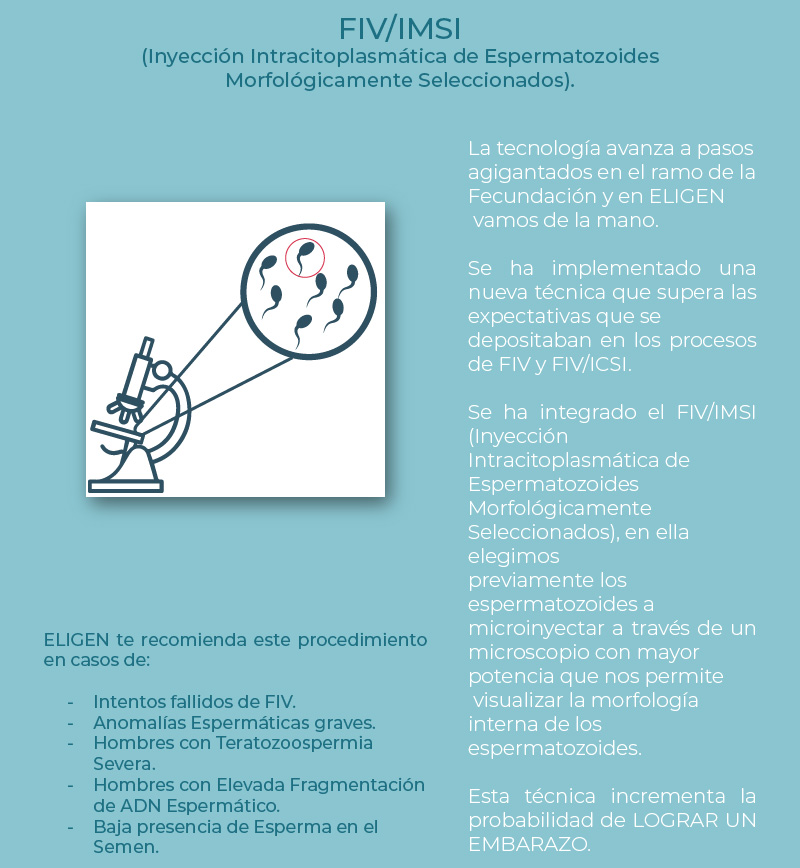 FIV/IMSI
(Inyección Intracitoplasmática de Espermatozoides
Morfológicamente Seleccionados).
La tecnología avanza a pasos
agigantados en el ramo de la
Fecundación y en ELIGEN
vamos de la mano.
Se ha implementado una
nueva técnica que supera las
expectativas que se
depositaban en los procesos
de FIV y FIV/ICSI.
Se ha integrado el FIV/IMSI
(Inyección
Intracitoplasmática de
Espermatozoides
Morfológicamente
Seleccionados), en ella
elegimos
previamente los
espermatozoides a
microinyectar a través de un
microscopio con mayor
potencia que nos permite
visualizar la morfología
interna de los
espermatozoides.
Esta técnica incrementa la
probabilidad de LOGRAR UN
EMBARAZO.
ELIGEN te recomienda este procedimiento
en casos de:
- Intentos fallidos de FIV.
- Anomalías Espermáticas graves.
- Hombres con Teratozoospermia
Severa.
- Hombres con Elevada Fragmentación
de ADN Espermático.
- Baja presencia de Esperma en el
Semen.